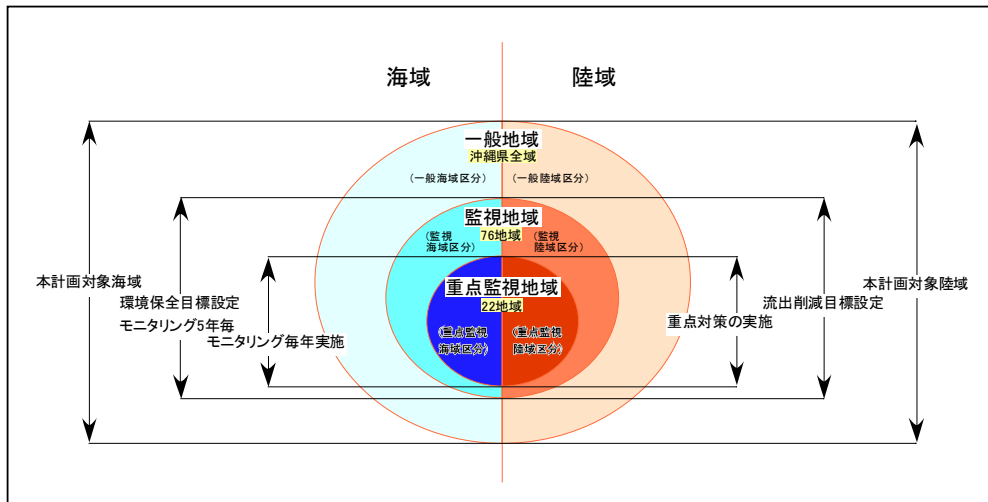 海域
陸域
一般地域
沖縄県全域
（一般海域区分）
（一般陸域区分）
監視地域
76地域
（監視
海域区分）
（監視
陸域区分）
重点監視地域
22地域
（重点監視
海域区分）
（重点監視
陸域区分）
本計画対象海域
環境保全目標設定
モニタリング5年毎
モニタリング毎年実施
重点対策の実施
流出削減目標設定
本計画対象陸域